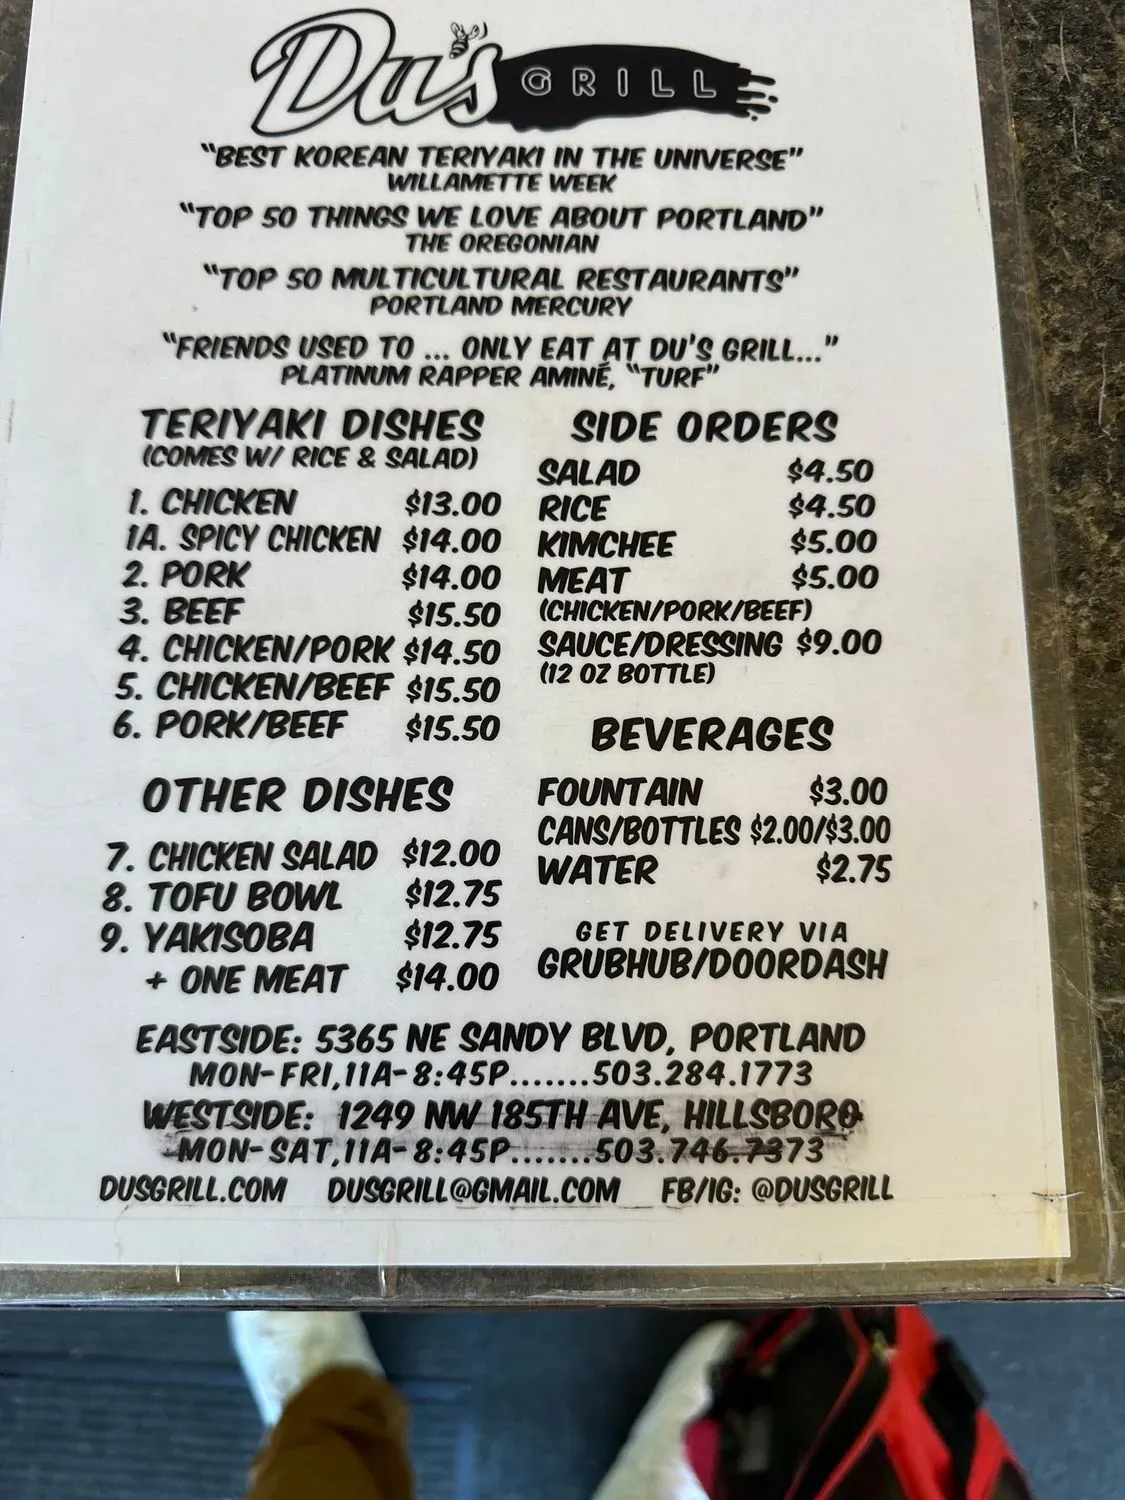 Du's GRILL
"BEST KOREAN TERIYAKI IN THE UNIVERSE"
WILLAMETTE WEEK
"TOP 50 THINGS WE LOVE ABOUT PORTLAND"
THE OREGONIAN
"TOP 50 MULTICULTURAL RESTAURANTS"
PORTLAND MERCURY
"FRIENDS USED TO ... ONLY EAT AT DU'S GRILL..."
PLATINUM RAPPER AMINÉ, "TURF"
TERIYAKI DISHES
(COMES W/ RICE & SALAD)
1. CHICKEN $13.00
1A. SPICY CHICKEN $14.00
2. PORK $14.00
3. BEEF $15.50
4. CHICKEN/PORK $14.50
5. CHICKEN/BEEF $15.50
6. PORK/BEEF $15.50
OTHER DISHES
7. CHICKEN SALAD $12.00
8. TOFU BOWL $12.75
9. YAKISOBA $12.75
+ ONE MEAT $14.00
SIDE ORDERS
SALAD $4.50
RICE $4.50
KIMCHEE $5.00
MEAT $5.00
(CHICKEN/PORK/BEEF)
SAUCE/DRESSING $9.00
(12 OZ BOTTLE)
BEVERAGES
FOUNTAIN $3.00
CANS/BOTTLES $2.00/$3.00
WATER $2.75
GET DELIVERY VIA
GRUBHUB/DOORDASH
EASTSIDE: 5365 NE SANDY BLVD, PORTLAND
MON-FRI,11A-8:45P.......503.284.1773
WESTSIDE: 1249 NW 185TH AVE, HILLSBORO
MON-SAT,11A-8:45P.......503.746.7373
DUSGRILL.COM DUSGRILL@GMAIL.COM FB/IG: @DUSGRILL